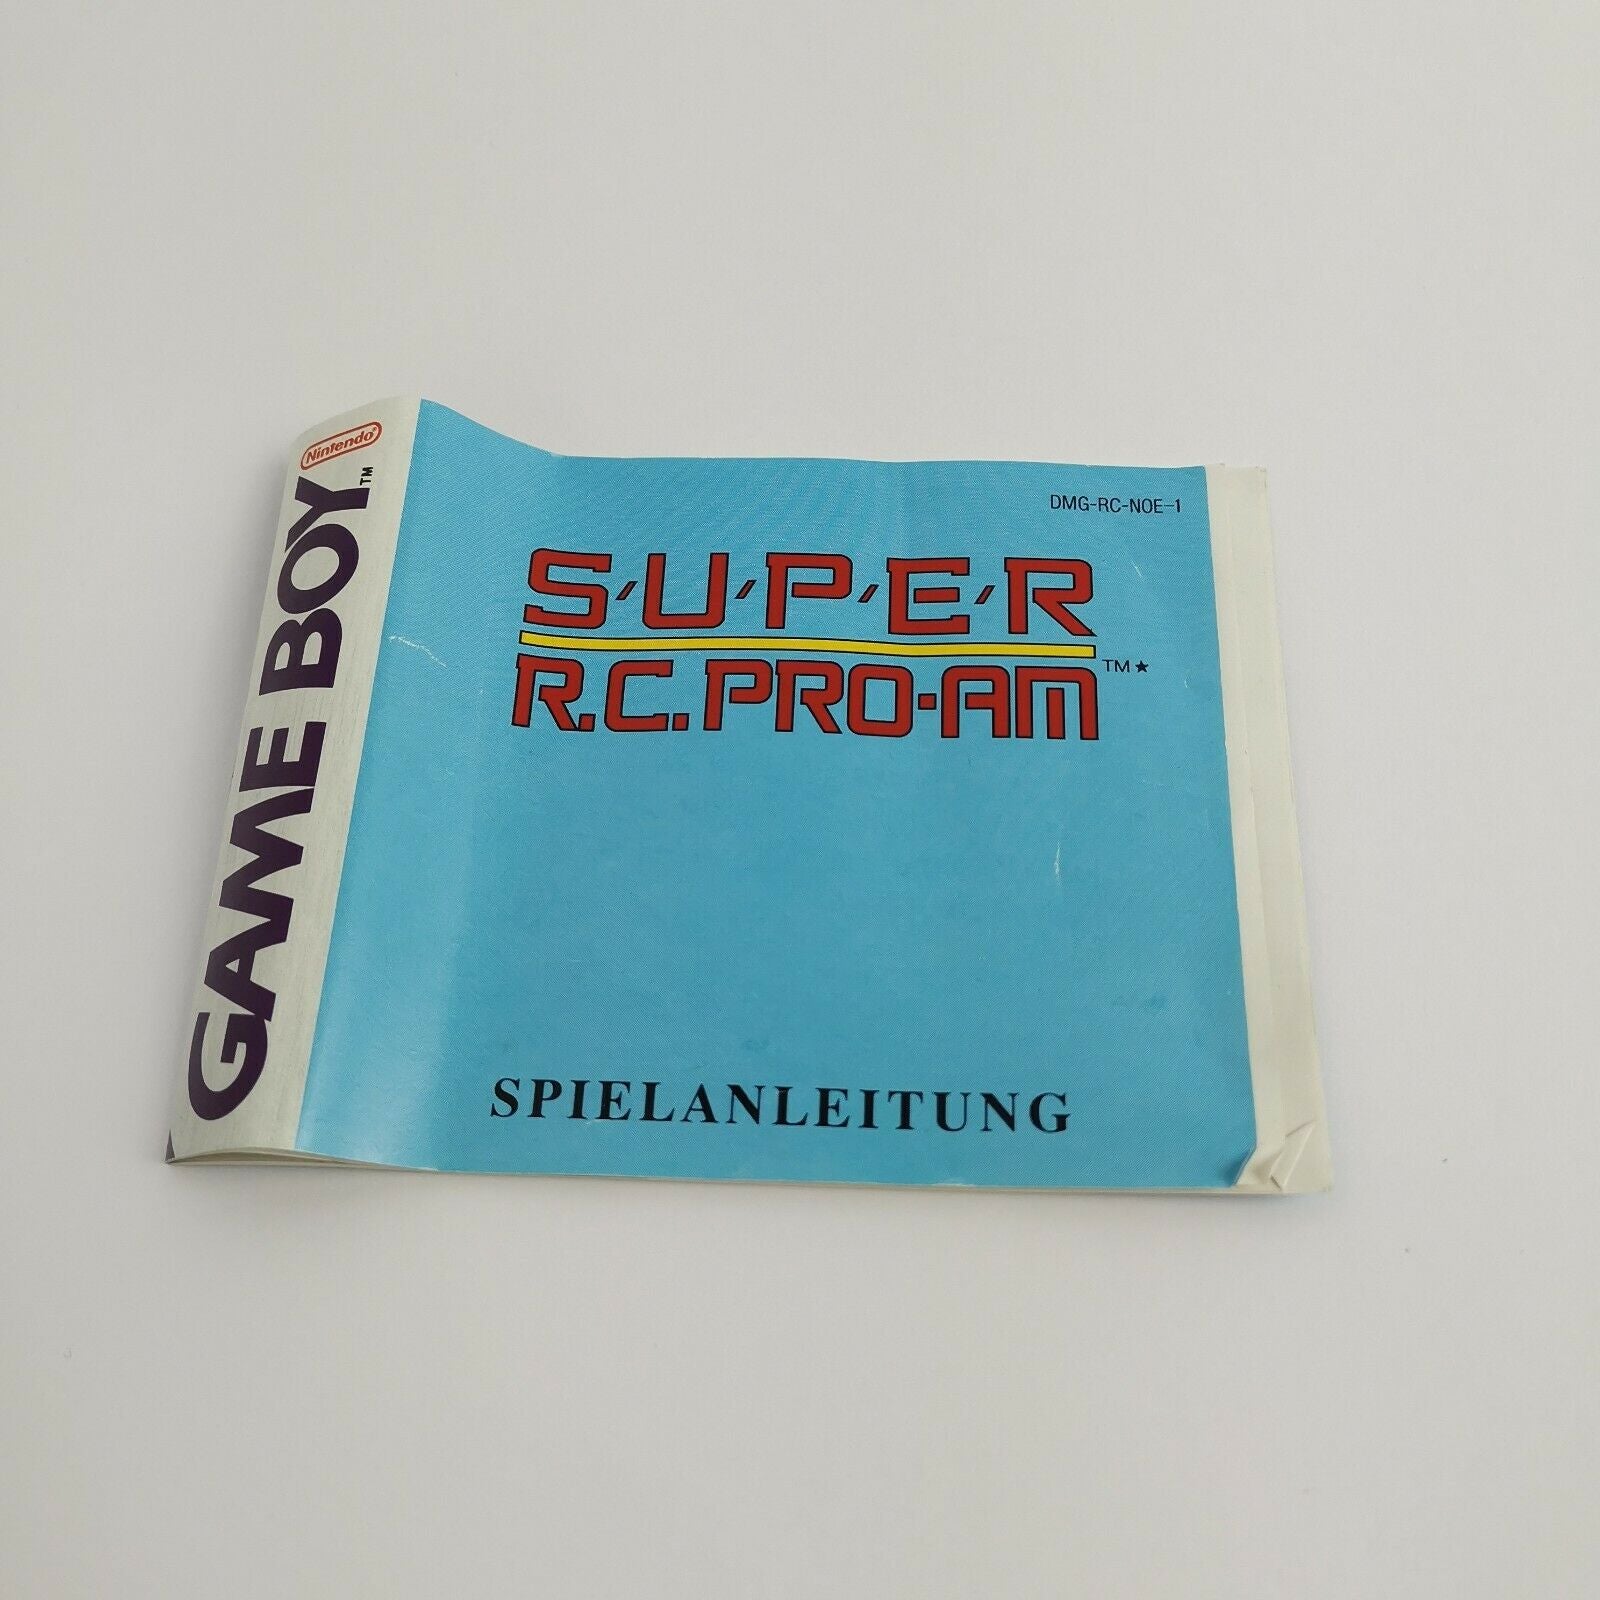 Nintendo®
GAME BOY™
DMG-RC-NOE-1
S·U·P·E·R
R.C. PRO-AM™★
SPIELANLEITUNG